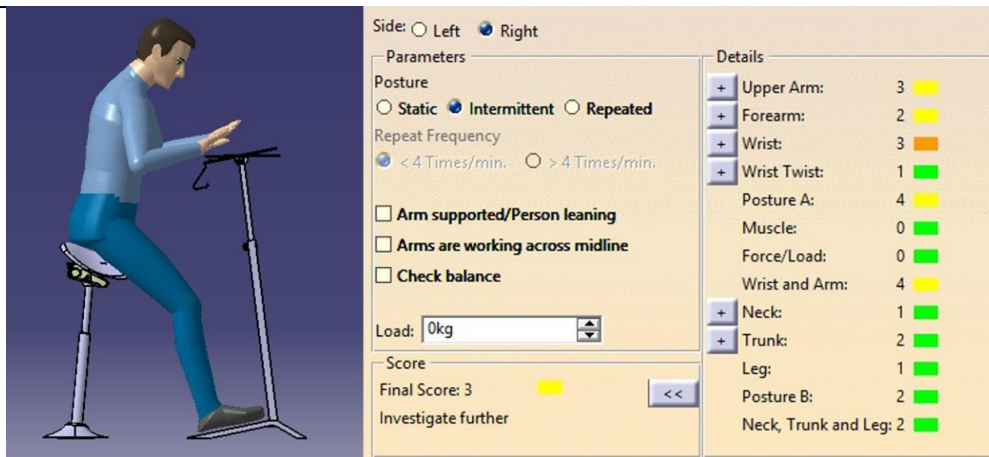 Side: Left Right
Parameters
Posture
Static Intermittent Repeated
Repeat Frequency
< 4 Times/min. > 4 Times/min.
Arm supported/Person leaning
Arms are working across midline
Check balance
Load: 0kg
Score
Final Score: 3
<<
Investigate further
Details
+ Upper Arm: 3
+ Forearm: 2
+ Wrist: 3
+ Wrist Twist: 1
Posture A: 4
Muscle: 0
Force/Load: 0
Wrist and Arm: 4
+ Neck: 1
+ Trunk: 2
Leg: 1
Posture B: 2
Neck, Trunk and Leg: 2